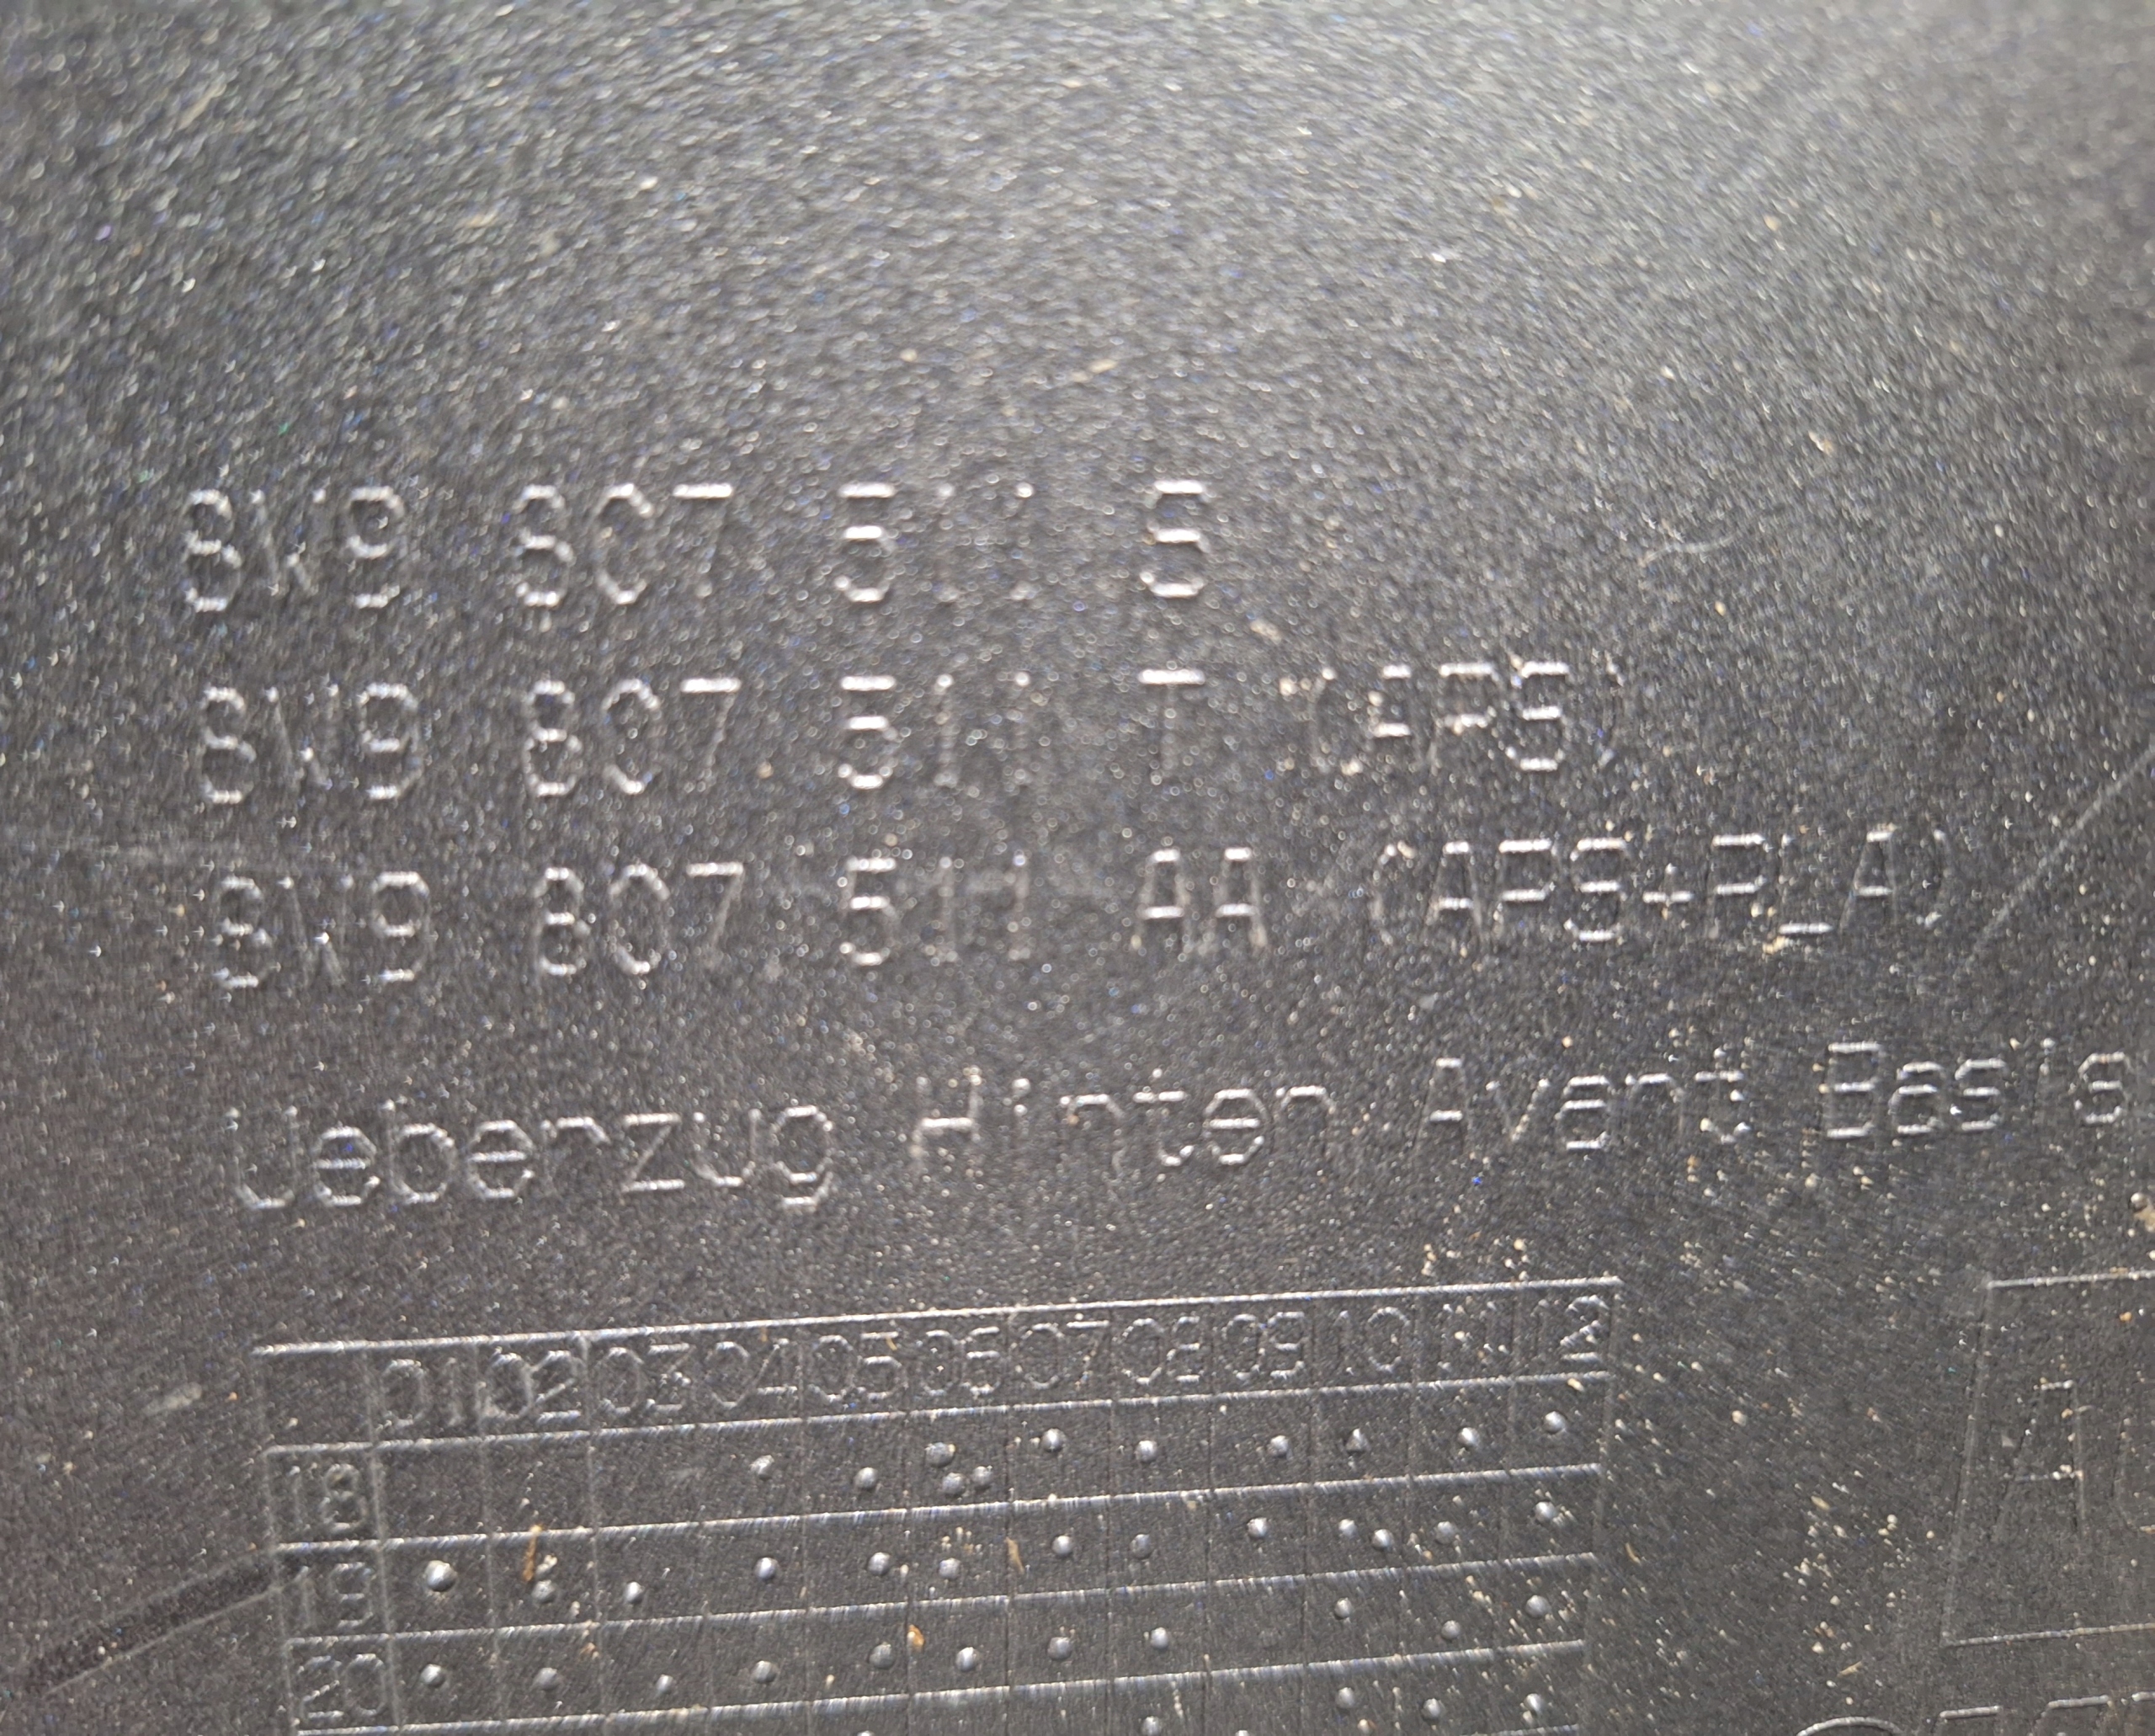 8W9 807 511 S
8W9 807 511 T (APS)
8W9 807 511 AA (APS+PLA)
Ueberzug Hinten Avant Basis
01 02 03 04 05 06 07 08 09 10 11 12
18
19
20